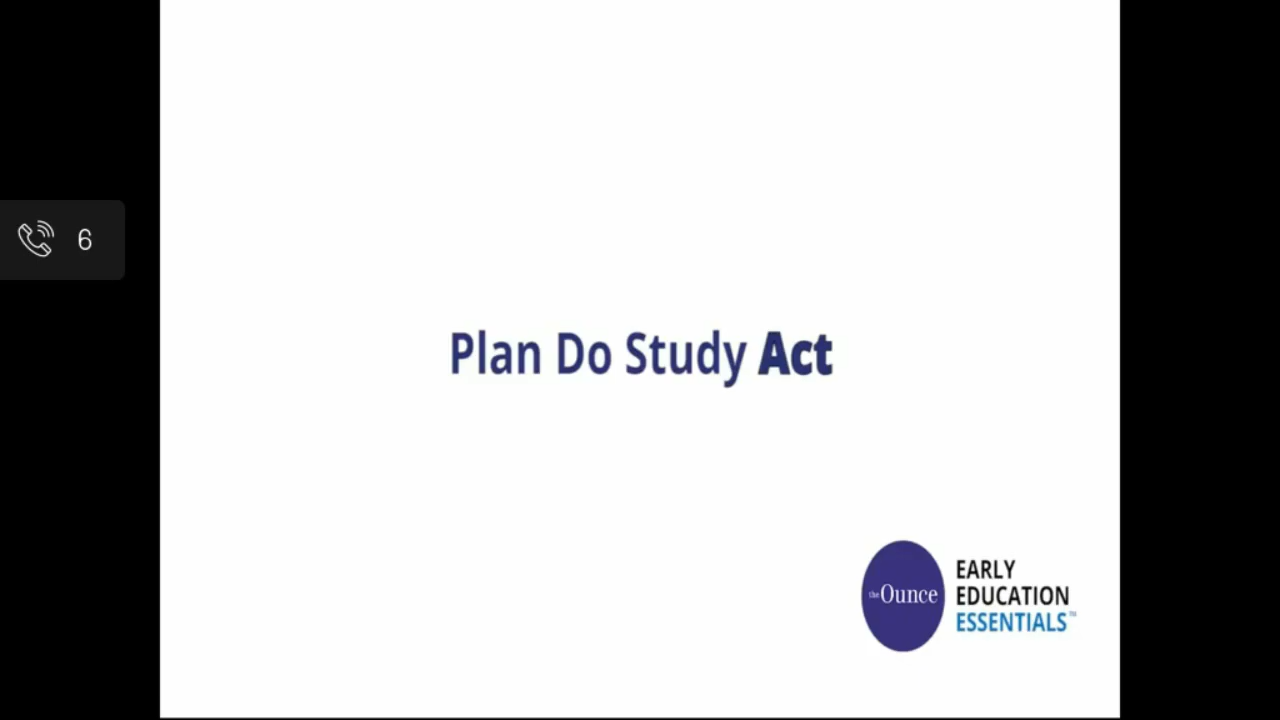 6
Plan Do Study Act
the Ounce
EARLY
EDUCATION
ESSENTIALS™